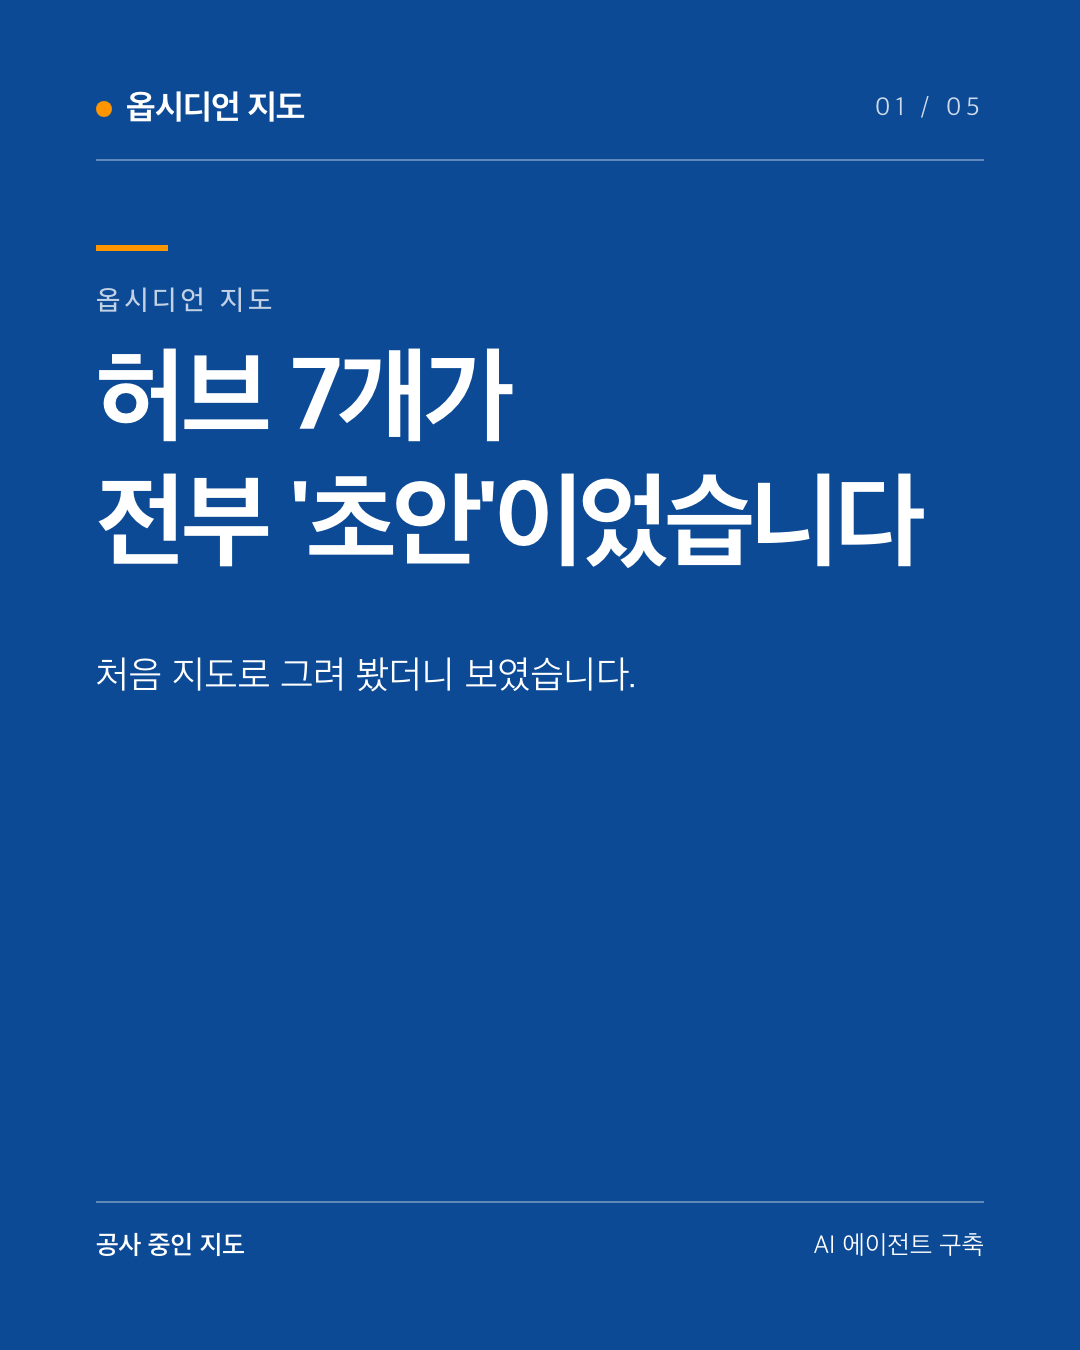 옵시디언 지도
01 / 05
옵시디언 지도
허브 7개가
전부 '초안'이었습니다
처음 지도로 그려 봤더니 보였습니다.
공사 중인 지도
AI 에이전트 구축